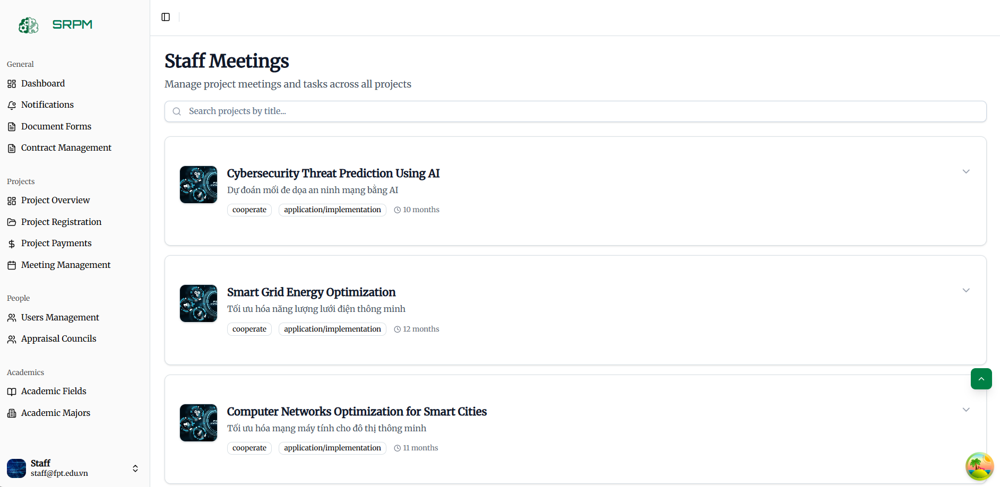 SRPM
General
Dashboard
Notifications
Document Forms
Contract Management
Projects
Project Overview
Project Registration
Project Payments
Meeting Management
People
Users Management
Appraisal Councils
Academics
Academic Fields
Academic Majors
Staff
staff@fpt.edu.vn
Staff Meetings
Manage project meetings and tasks across all projects
Search projects by title...
Cybersecurity Threat Prediction Using AI
Dự đoán mối đe dọa an ninh mạng bằng AI
cooperate application/implementation 10 months
Smart Grid Energy Optimization
Tối ưu hóa năng lượng lưới điện thông minh
cooperate application/implementation 12 months
Computer Networks Optimization for Smart Cities
Tối ưu hóa mạng máy tính cho đô thị thông minh
cooperate application/implementation 11 months